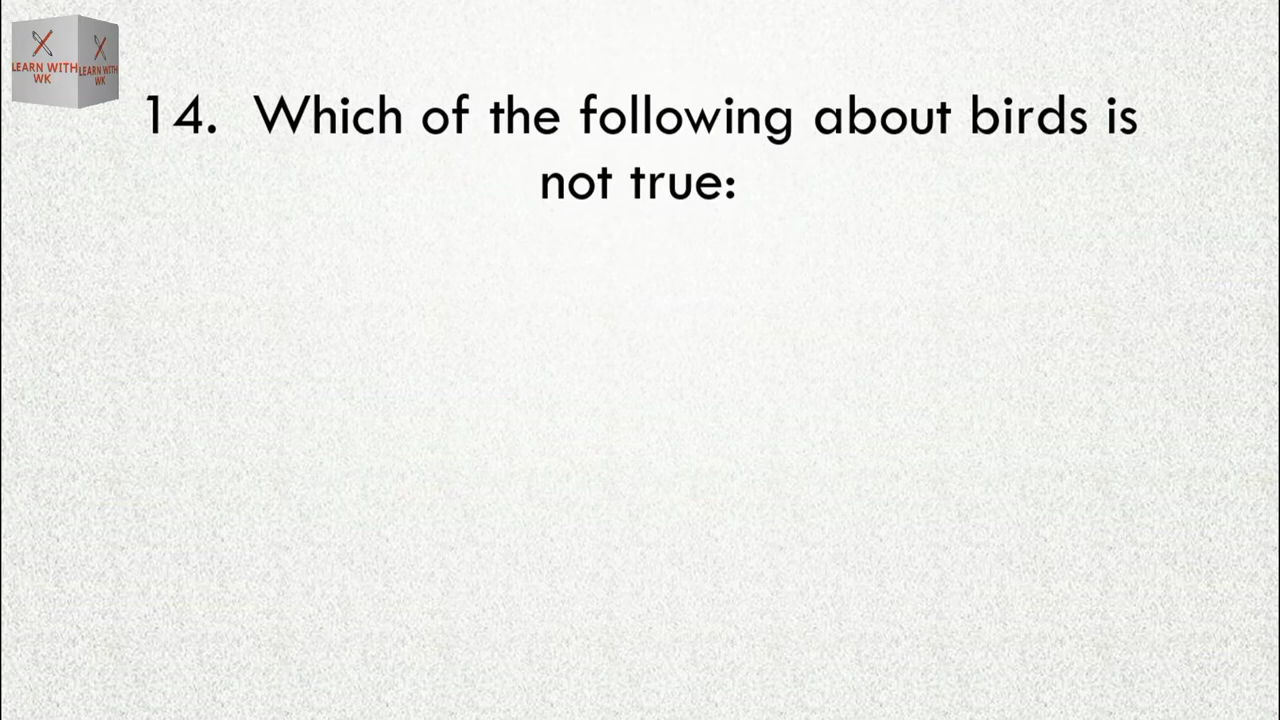 LEARN WITH
WK
LEARN WITH
WK
14. Which of the following about birds is
not true: